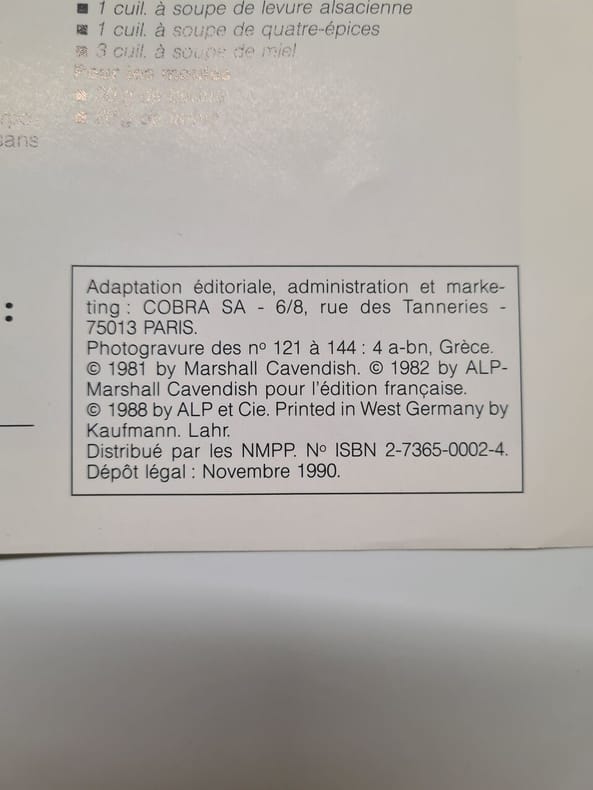 1 cuil. à soupe de levure alsacienne
1 cuil. à soupe de quatre-épices
3 cuil. à soupe de miel
Pour les moules
sans
:
Adaptation éditoriale, administration et marke-
ting : COBRA SA - 6/8, rue des Tanneries -
75013 PARIS.
Photogravure des nº 121 à 144 : 4 a-bn, Grèce.
© 1981 by Marshall Cavendish. © 1982 by ALP-
Marshall Cavendish pour l'édition française.
© 1988 by ALP et Cie. Printed in West Germany by
Kaufmann. Lahr.
Distribué par les NMPP. Nº ISBN 2-7365-0002-4.
Dépôt légal : Novembre 1990.